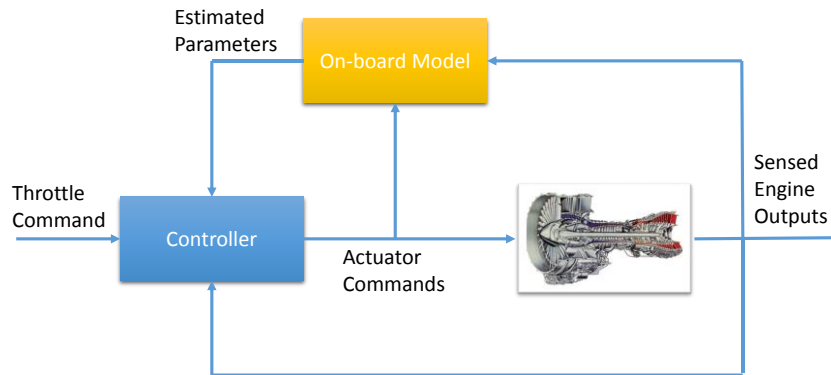 Estimated
Parameters
On-board Model
Throttle
Command
Controller
Actuator
Commands
Sensed
Engine
Outputs